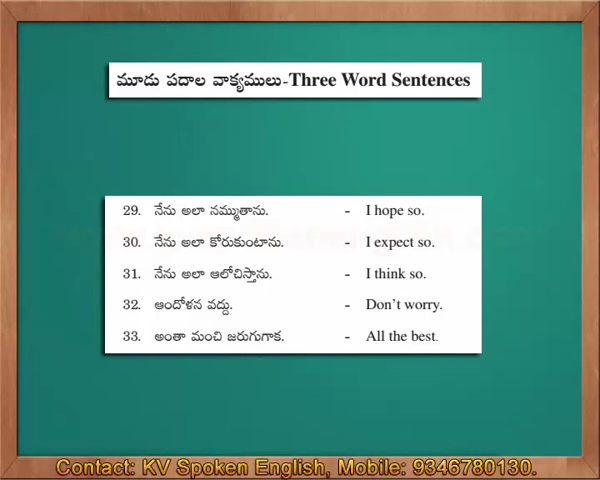 మూడు పదాల వాక్యములు-Three Word Sentences
29. నేను అలా నమ్ముతాను. - I hope so.
30. నేను అలా కోరుకుంటాను. - I expect so.
31. నేను అలా ఆలోచిస్తాను. - I think so.
32. ఆందోళన వద్దు. - Don't worry.
33. అంతా మంచి జరుగుగాక. - All the best.
Contact: KV Spoken English, Mobile: 9346780130.